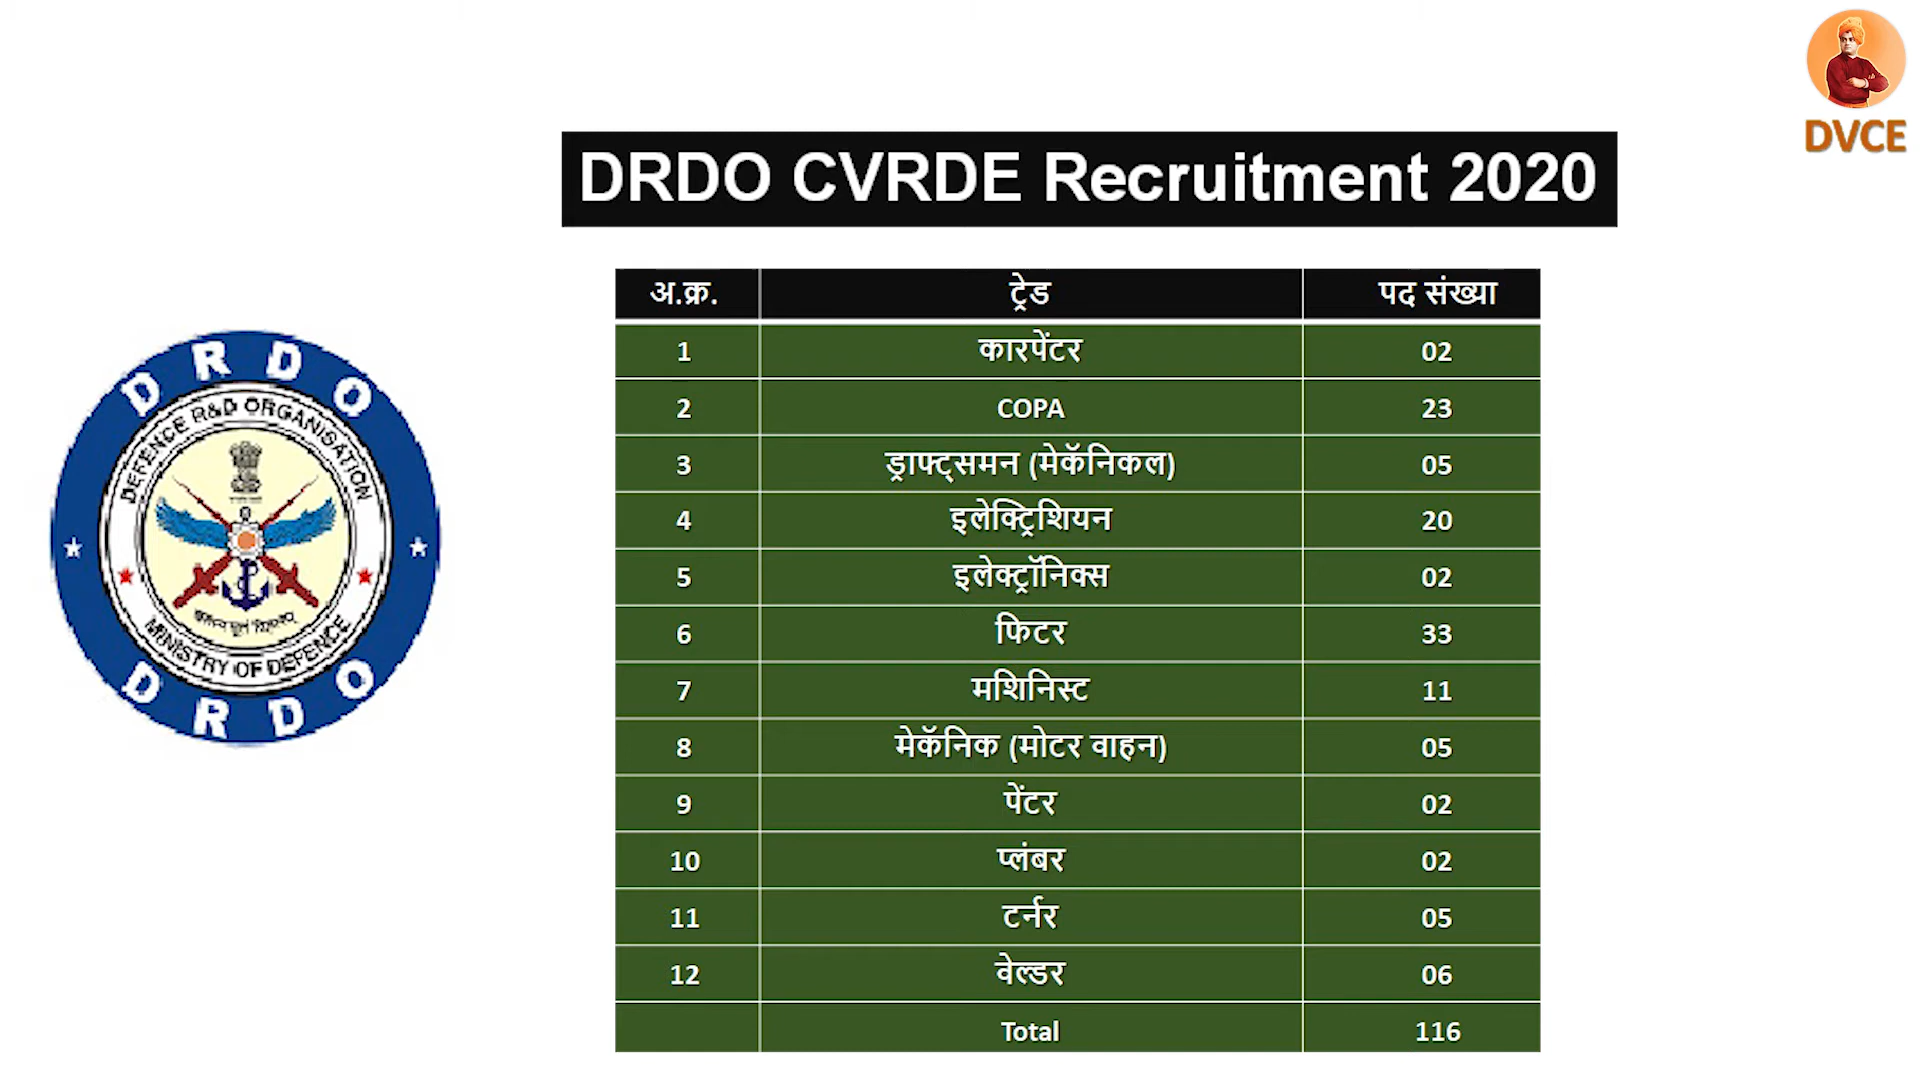 DVCE
DRDO CVRDE Recruitment 2020
अ.क्र. ट्रेड पद संख्या
1 कारपेंटर 02
2 COPA 23
3 ड्राफ्ट्समन (मेकॅनिकल) 05
4 इलेक्ट्रिशियन 20
5 इलेक्ट्रॉनिक्स 02
6 फिटर 33
7 मशिनिस्ट 11
8 मेकॅनिक (मोटर वाहन) 05
9 पेंटर 02
10 प्लंबर 02
11 टर्नर 05
12 वेल्डर 06
Total 116
DRDO
DEFENCE R&D ORGANISATION
MINISTRY OF DEFENCE
DRDO